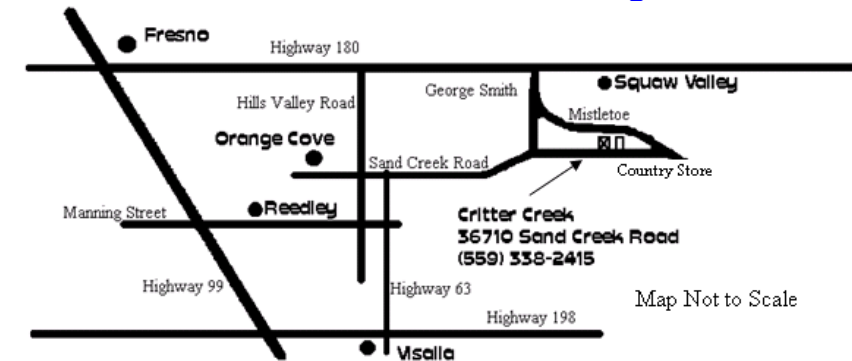 Fresno
Highway 180
George Smith
Squaw Valley
Hills Valley Road
Mistletoe
Orange Cove
Sand Creek Road
Country Store
Manning Street
Reedley
Critter Creek
36710 Sand Creek Road
(559) 338-2415
Highway 99
Highway 63
Map Not to Scale
Highway 198
Visalia